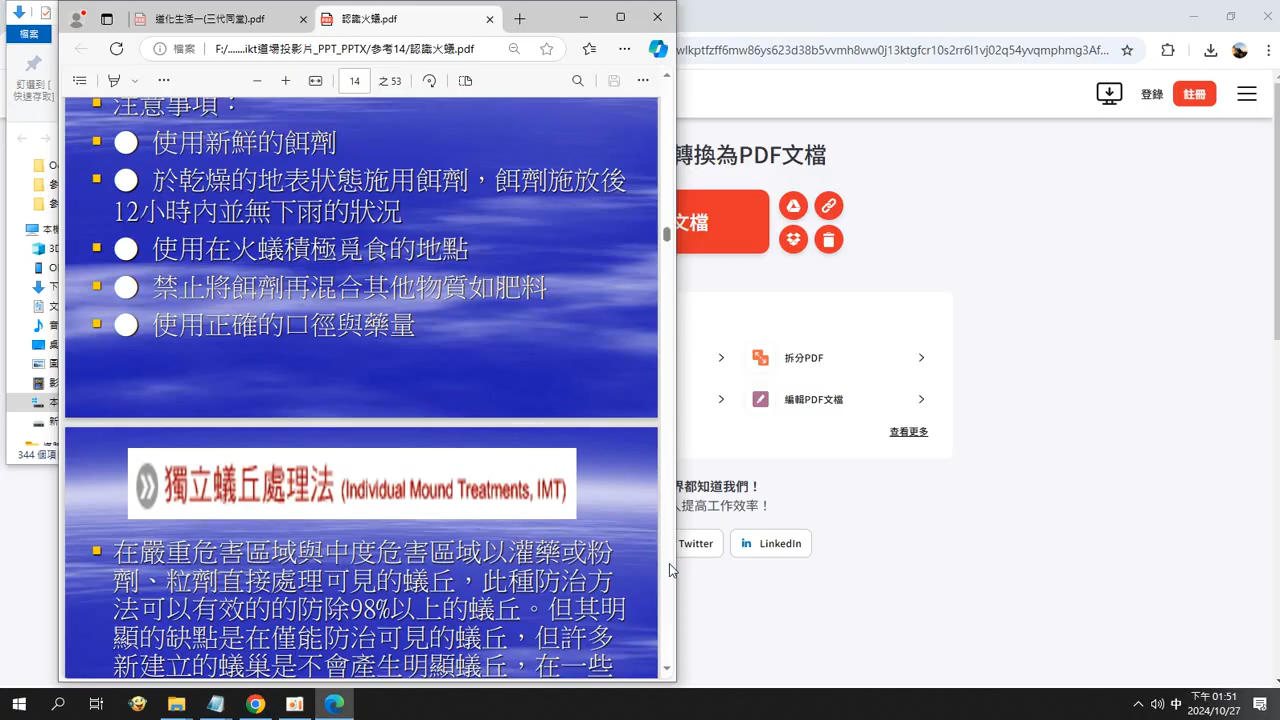 檔案
釘選到 [
快速存取]
344 個項
道化生活一(三代同堂).pdf
認識火蟻.pdf
檔案
F:/.......ikt道場投影片_PPT_PPTX/參考14/認識火蟻.pdf
14 之 53
注意事項：
使用新鮮的餌劑
於乾燥的地表狀態施用餌劑，餌劑施放後
12小時內並無下雨的狀況
使用在火蟻積極覓食的地點
禁止將餌劑再混合其他物質如肥料
使用正確的口徑與藥量
獨立蟻丘處理法 (Individual Mound Treatments, IMT)
在嚴重危害區域與中度危害區域以灌藥或粉
劑、粒劑直接處理可見的蟻丘，此種防治方
法可以有效的的防除98%以上的蟻丘。但其明
顯的缺點是在僅能防治可見的蟻丘，但許多
新建立的蟻巢是不會產生明顯蟻丘，在一些
wlkptfzff6mw86ys623d38b5vvmh8ww0j13ktgfcr10s2rr6l1vj02q54yvqmphmg3Af...
登錄
註冊
轉換為PDF文檔
文檔
拆分PDF
編輯PDF文檔
查看更多
界都知道我們！
人提高工作效率！
Twitter
LinkedIn
中
下午 01:51
2024/10/27